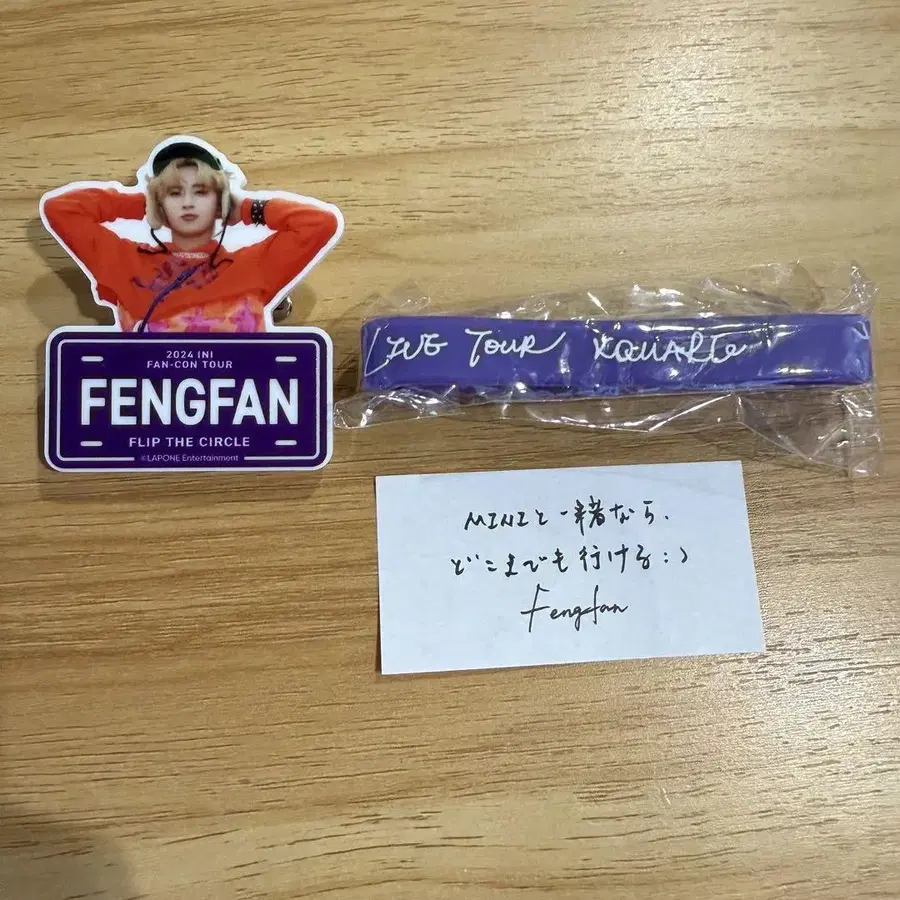 2024 INI
FAN-CON TOUR
FENGFAN
FLIP THE CIRCLE
©LAPONE Entertainment
LIVE TOUR XQUARE
MINIと一緒なら、
どこまでも行ける:)
Fengfan